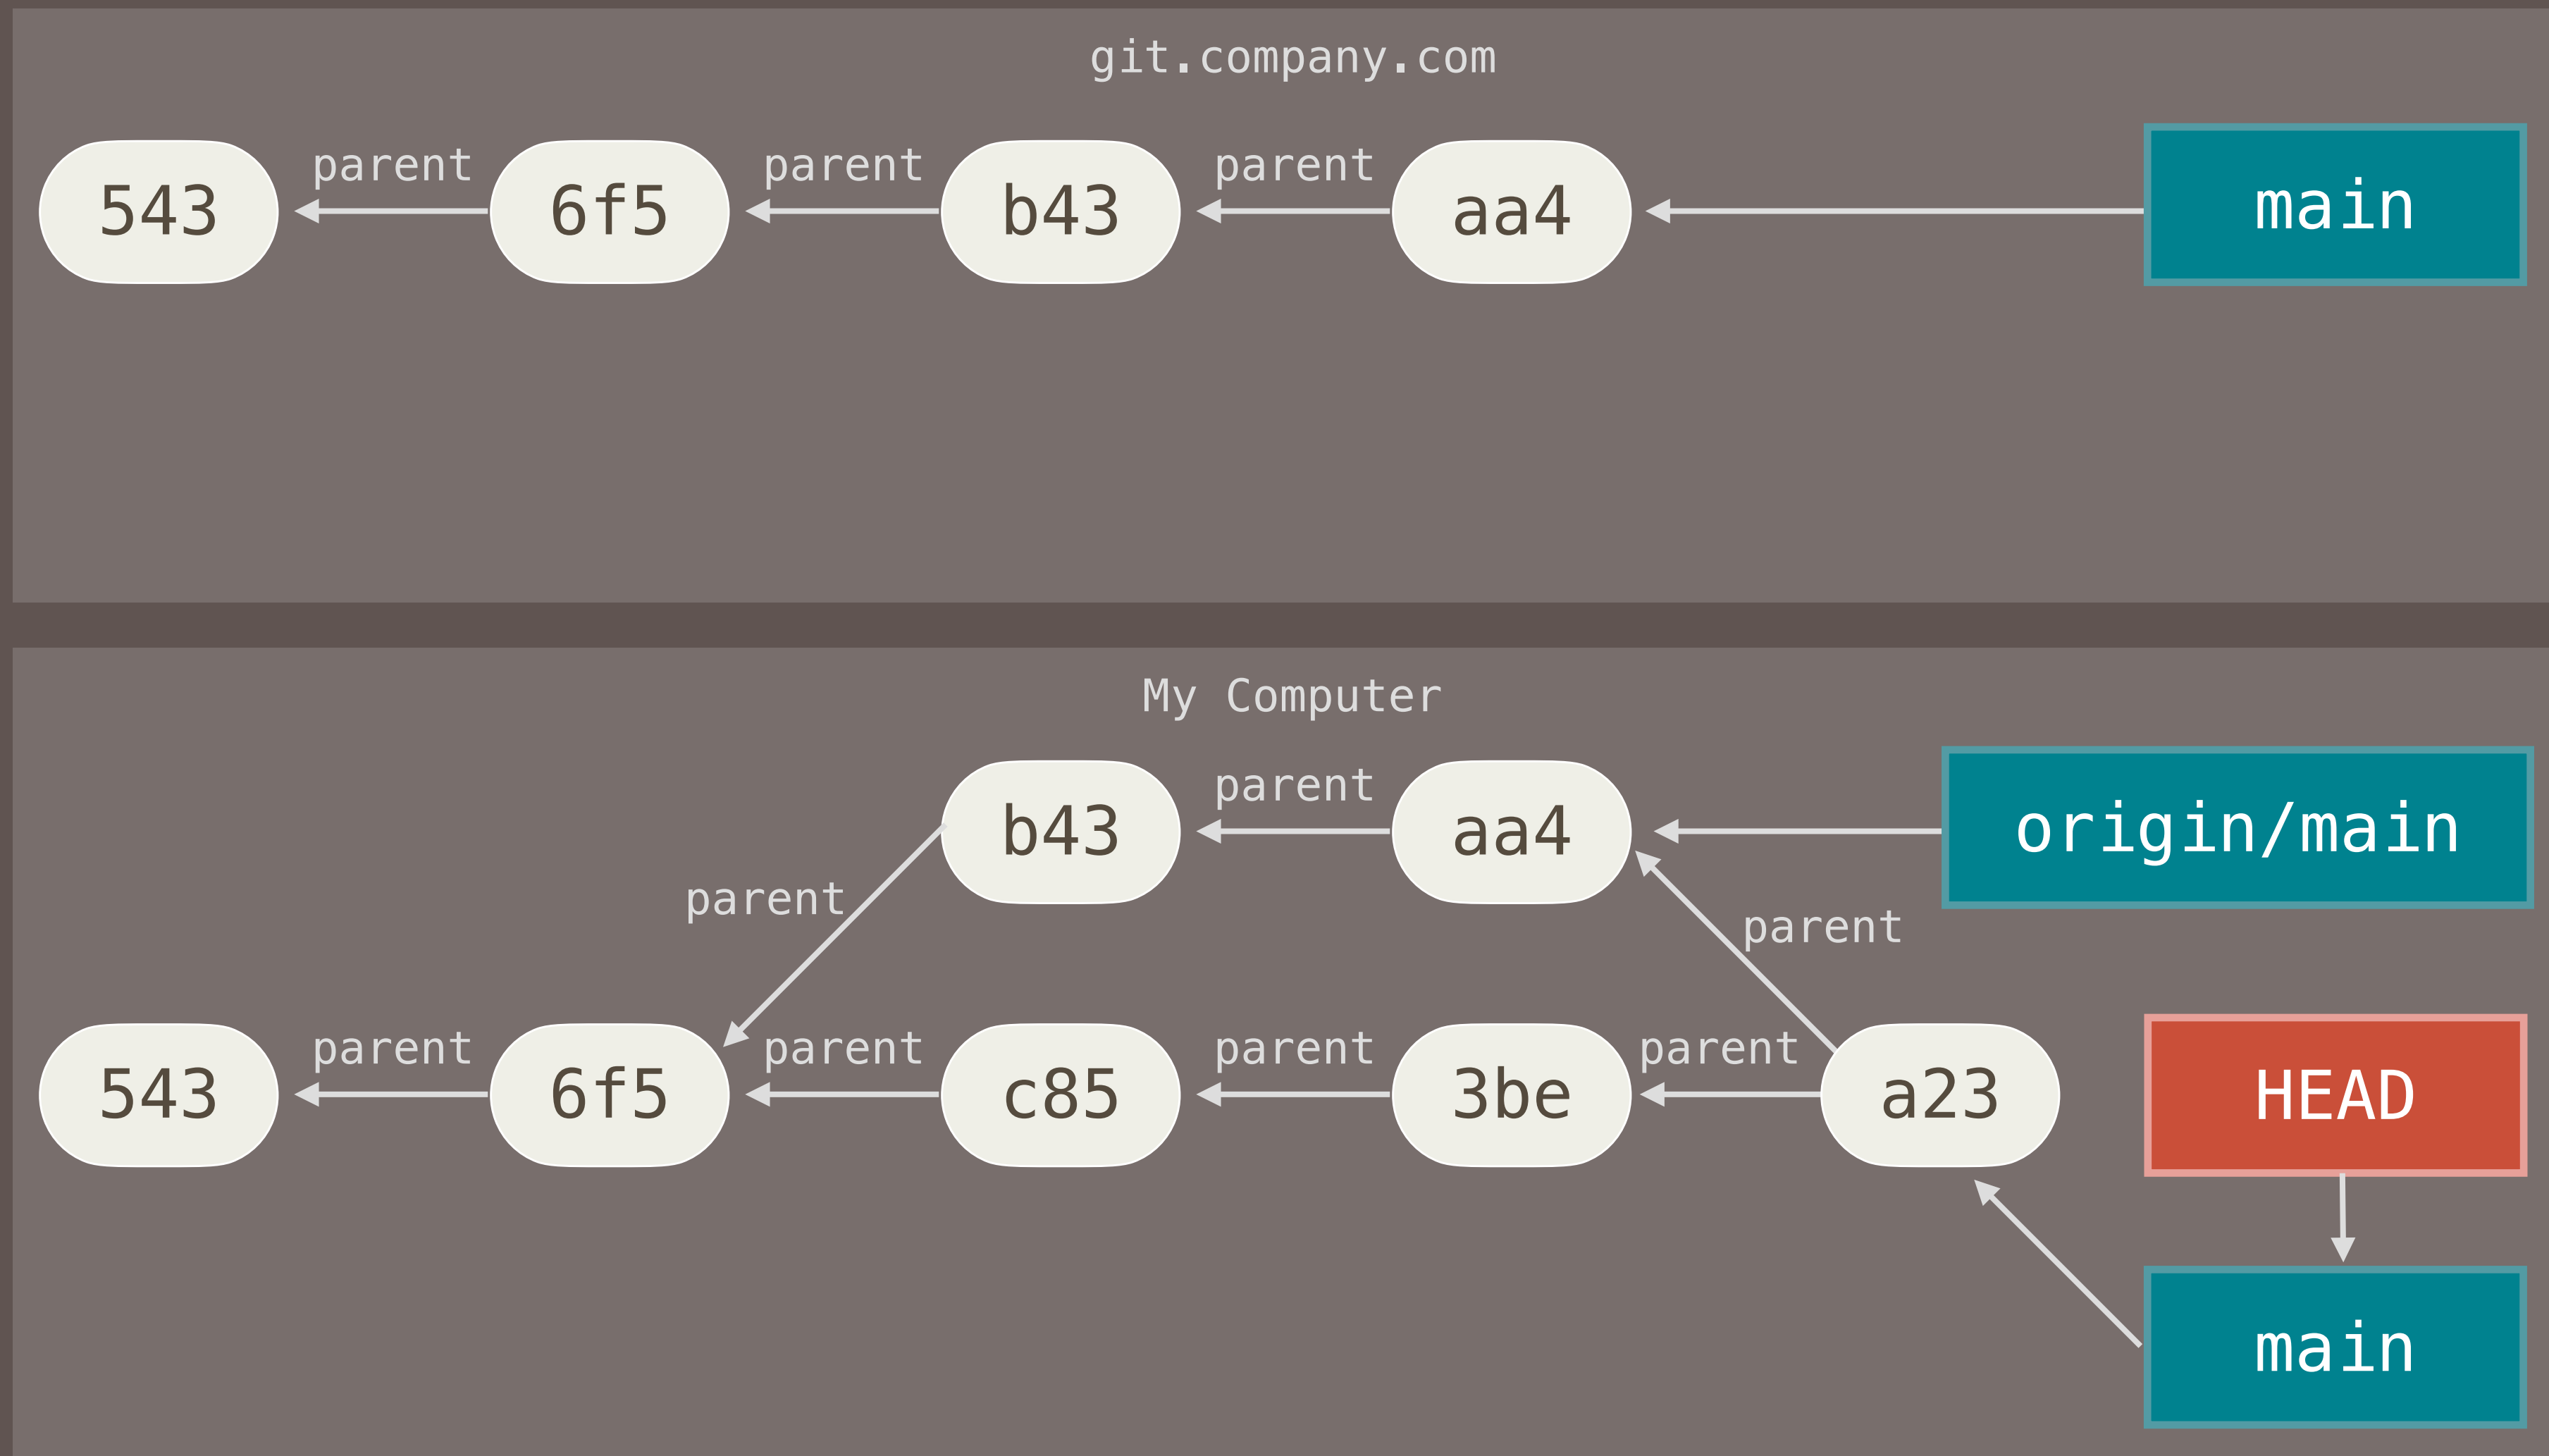 git.company.com
parent parent parent
543 6f5 b43 aa4 main
My Computer
parent
b43 aa4 origin/main
parent
parent
parent parent parent parent
543 6f5 c85 3be a23 HEAD
main